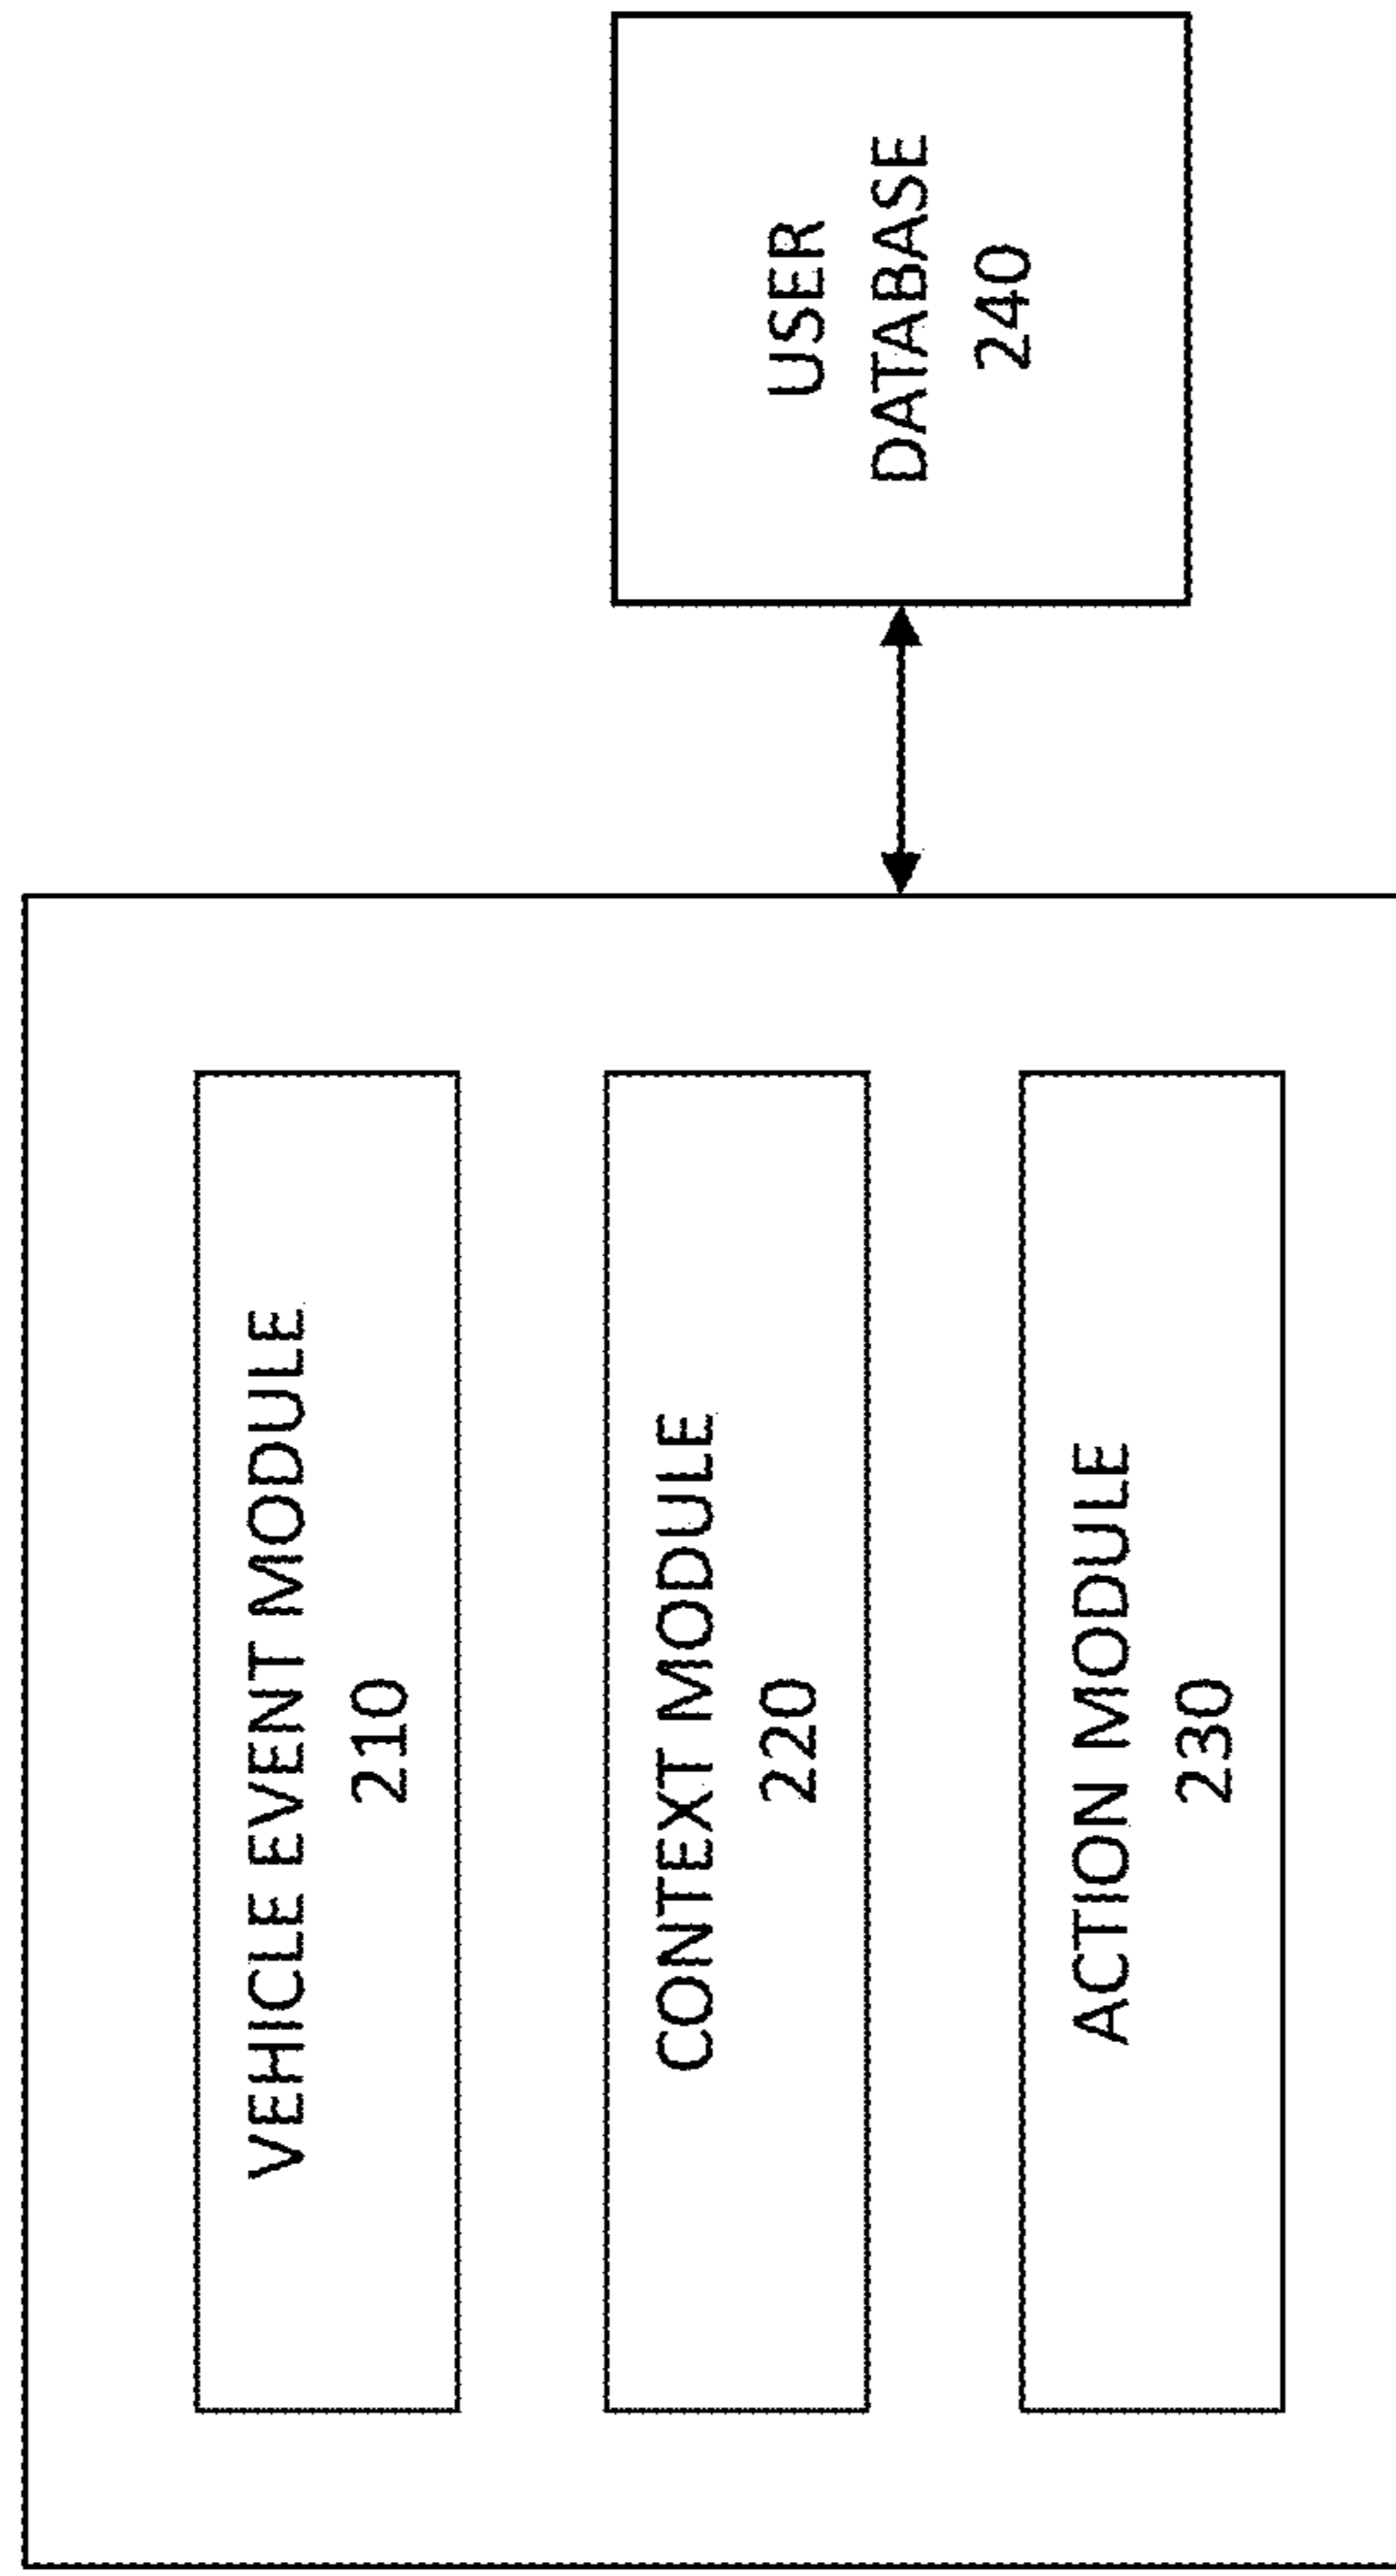 VEHICLE EVENT MODULE
210
CONTEXT MODULE
220
ACTION MODULE
230
USER
DATABASE
240